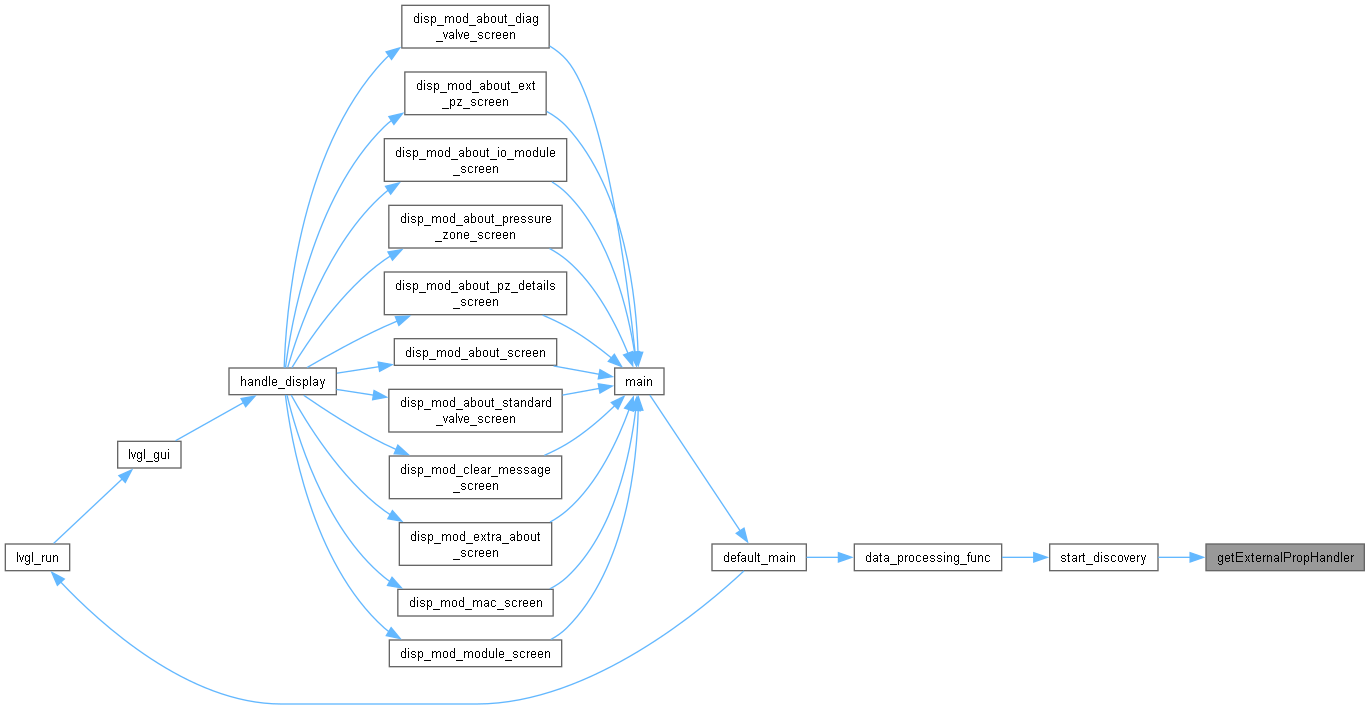 disp_mod_about_diag
_valve_screen
disp_mod_about_ext
_pz_screen
disp_mod_about_io_module
_screen
disp_mod_about_pressure
_zone_screen
disp_mod_about_pz_details
_screen
disp_mod_about_screen
handle_display
main
disp_mod_about_standard
_valve_screen
lvgl_gui
disp_mod_clear_message
_screen
disp_mod_extra_about
_screen
lvgl_run
default_main
data_processing_func
start_discovery
getExternalPropHandler
disp_mod_mac_screen
disp_mod_module_screen